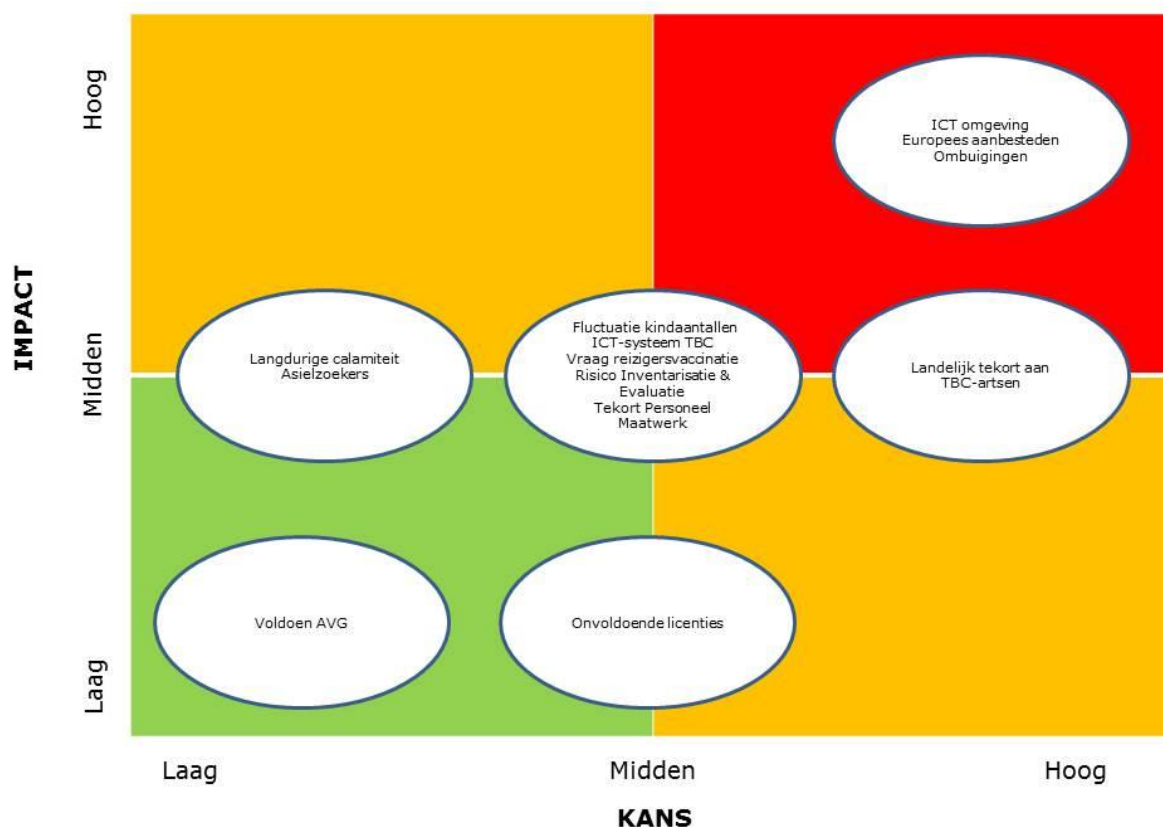 IMPACT
Hoog
Midden
Laag
ICT omgeving
Europees aanbesteden
Ombuigingen
Langdurige calamiteit
Asielzoekers
Fluctuatie kindaantallen
ICT-systeem TBC
Vraag reizigersvaccinatie
Risico Inventarisatie &
Evaluatie
Tekort Personeel
Maatwerk
Landelijk tekort aan
TBC-artsen
Voldoen AVG
Onvoldoende licenties
Laag
Midden
Hoog
KANS